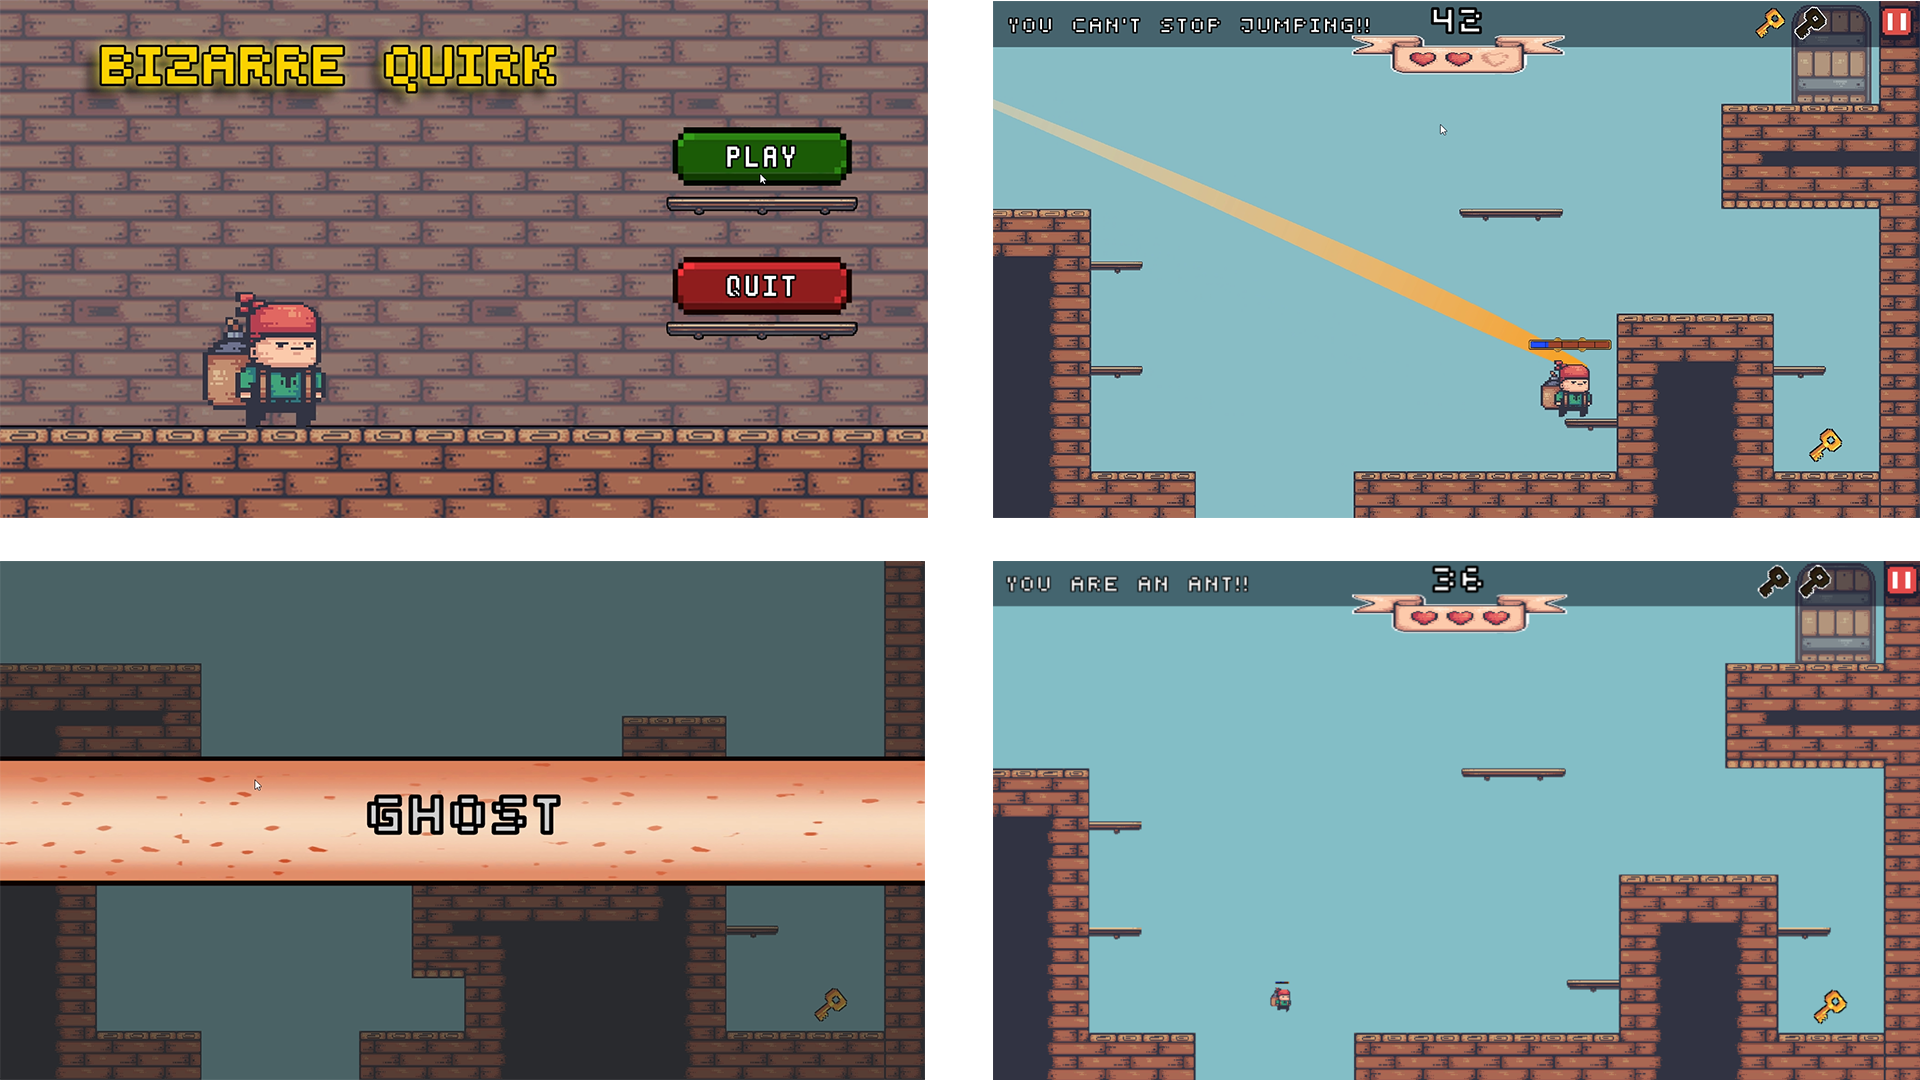 BIZARRE QUIRK
PLAY
QUIT
YOU CAN'T STOP JUMPING!!
42
GHOST
YOU ARE AN ANT!!
36